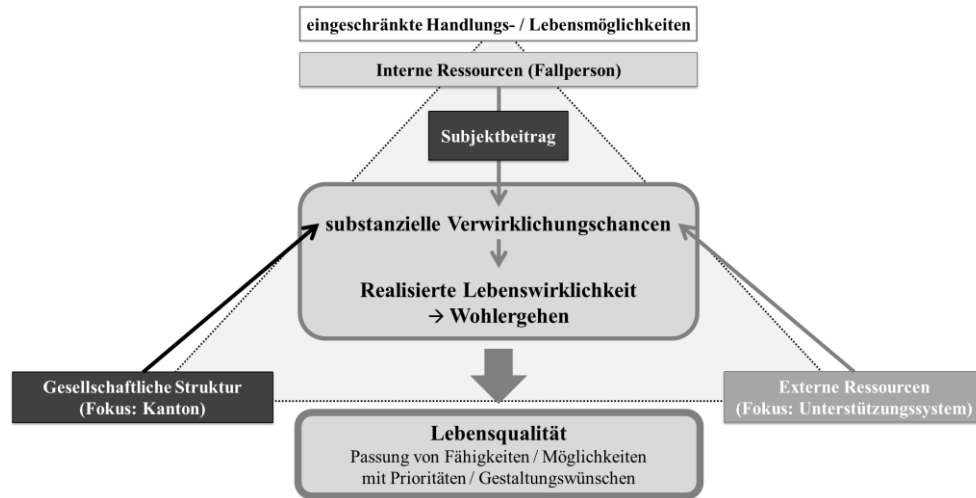 eingeschränkte Handlungs- / Lebensmöglichkeiten
Interne Ressourcen (Fallperson)
Subjektbeitrag
substanzielle Verwirklichungschancen
Realisierte Lebenswirklichkeit
→ Wohlergehen
Gesellschaftliche Struktur
(Fokus: Kanton)
Externe Ressourcen
(Fokus: Unterstützungssystem)
Lebensqualität
Passung von Fähigkeiten / Möglichkeiten
mit Prioritäten / Gestaltungswünschen